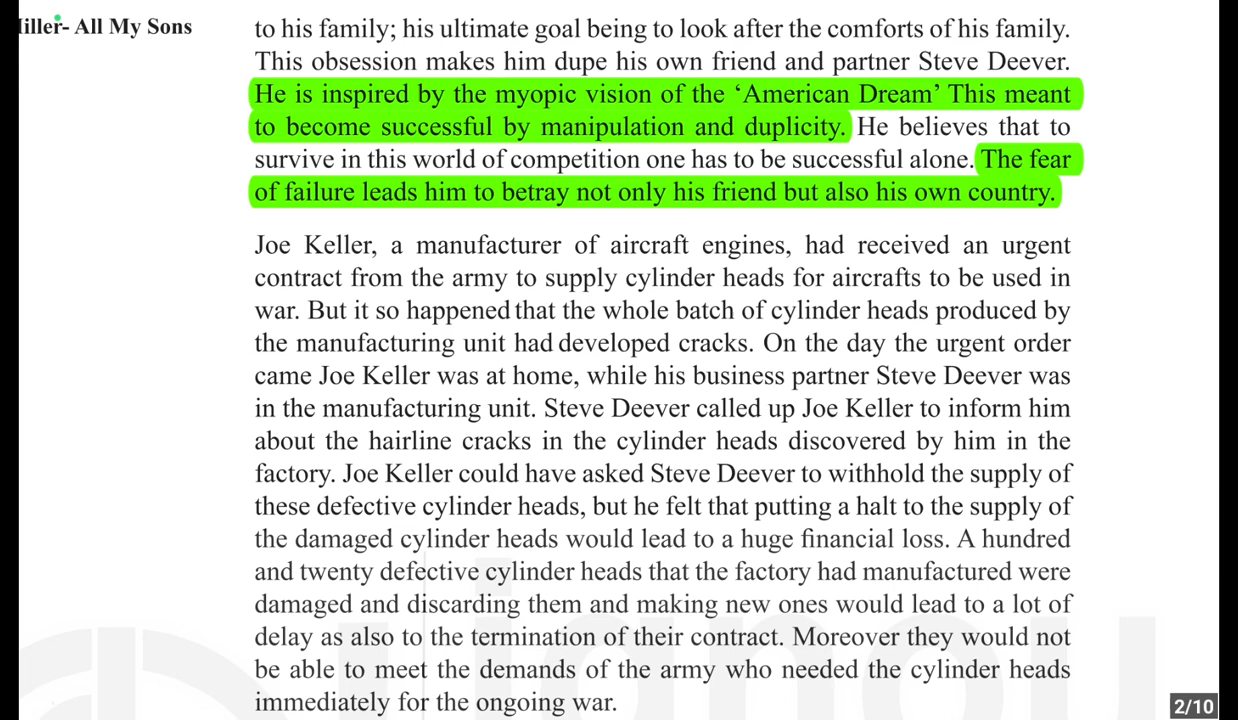 iller- All My Sons
to his family; his ultimate goal being to look after the comforts of his family.
This obsession makes him dupe his own friend and partner Steve Deever.
He is inspired by the myopic vision of the ‘American Dream’ This meant
to become successful by manipulation and duplicity. He believes that to
survive in this world of competition one has to be successful alone. The fear
of failure leads him to betray not only his friend but also his own country.
Joe Keller, a manufacturer of aircraft engines, had received an urgent
contract from the army to supply cylinder heads for aircrafts to be used in
war. But it so happened that the whole batch of cylinder heads produced by
the manufacturing unit had developed cracks. On the day the urgent order
came Joe Keller was at home, while his business partner Steve Deever was
in the manufacturing unit. Steve Deever called up Joe Keller to inform him
about the hairline cracks in the cylinder heads discovered by him in the
factory. Joe Keller could have asked Steve Deever to withhold the supply of
these defective cylinder heads, but he felt that putting a halt to the supply of
the damaged cylinder heads would lead to a huge financial loss. A hundred
and twenty defective cylinder heads that the factory had manufactured were
damaged and discarding them and making new ones would lead to a lot of
delay as also to the termination of their contract. Moreover they would not
be able to meet the demands of the army who needed the cylinder heads
immediately for the ongoing war.
ignou
2/10